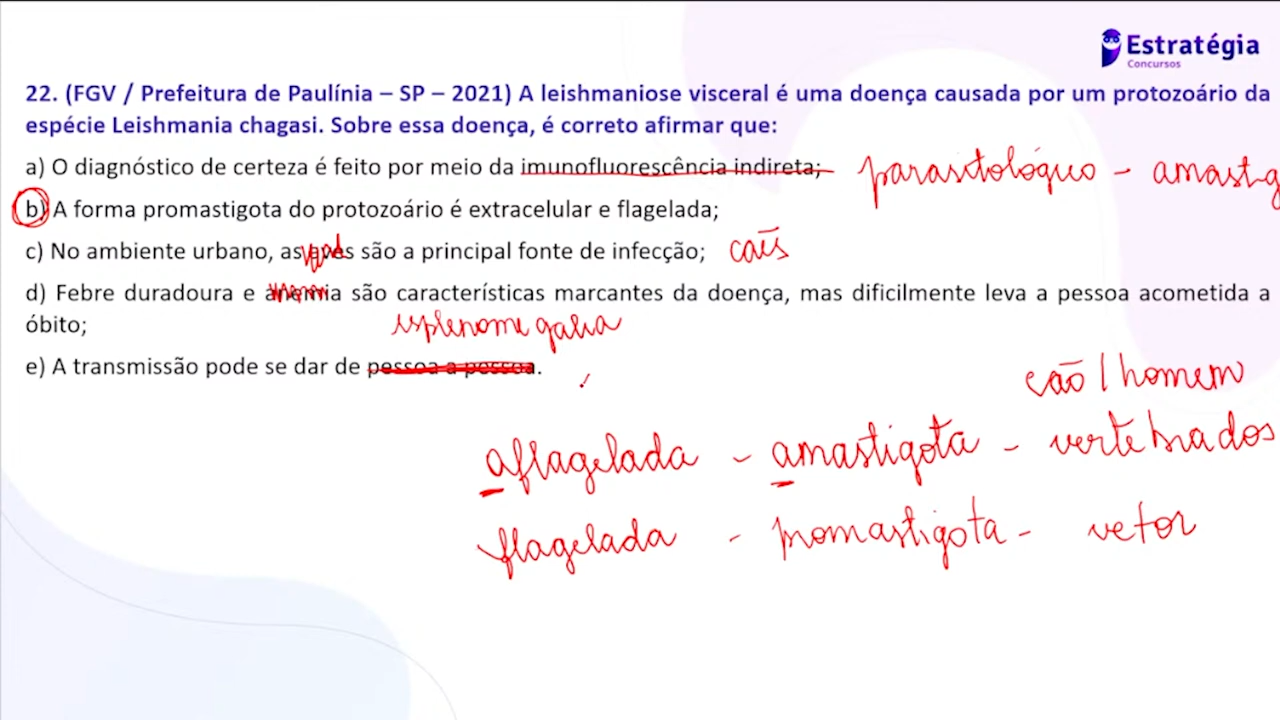 Estratégia
Concursos
22. (FGV / Prefeitura de Paulínia – SP – 2021) A leishmaniose visceral é uma doença causada por um protozoário da
espécie Leishmania chagasi. Sobre essa doença, é correto afirmar que:
a) O diagnóstico de certeza é feito por meio da imunofluorescência indireta; parasitológico - amastig
b) A forma promastigota do protozoário é extracelular e flagelada;
c) No ambiente urbano, as aves são a principal fonte de infecção; cães
d) Febre duradoura e anemia são características marcantes da doença, mas dificilmente leva a pessoa acometida a
óbito; esplenomegalia
e) A transmissão pode se dar de pessoa a pessoa.
cão / homem
aflagelada - amastigota - vertebrados
flagelada - promastigota - vetor